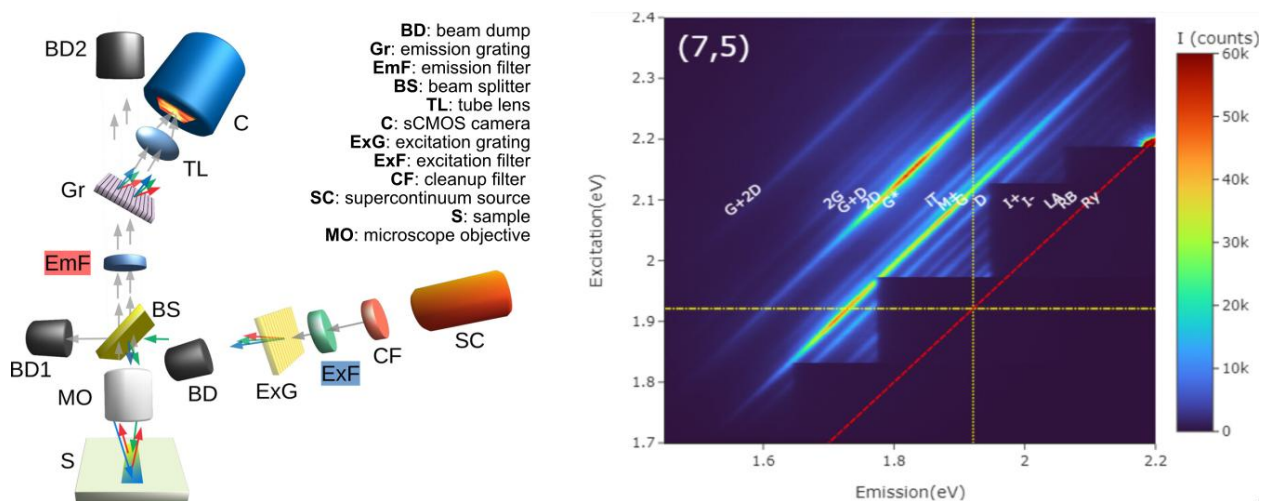 BD2
C
TL
Gr
EmF
BS
BD1
MO
BD
ExG
ExF
CF
SC
S
BD: beam dump
Gr: emission grating
EmF: emission filter
BS: beam splitter
TL: tube lens
C: sCMOS camera
ExG: excitation grating
ExF: excitation filter
CF: cleanup filter
SC: supercontinuum source
S: sample
MO: microscope objective
(7,5)
Excitation(eV)
2.4
2.3
2.2
2.1
2
1.9
1.8
1.7
G+2D
2G
G+D
2D
G*
iT
M+
G
D
I+
I-
LA
RB
Ry
1.6
1.8
2
2.2
Emission(eV)
I (counts)
60k
50k
40k
30k
20k
10k
0